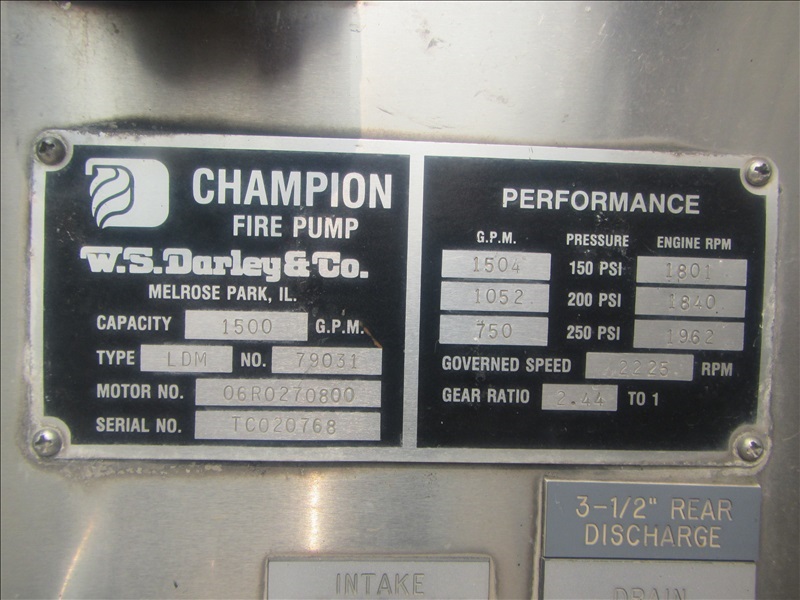 CHAMPION
FIRE PUMP
W.S.Darley & Co.
MELROSE PARK, IL.
CAPACITY 1500 G.P.M.
TYPE LDM NO. 79031
MOTOR NO. 06R0270800
SERIAL NO. TC020768
PERFORMANCE
G.P.M. PRESSURE ENGINE RPM
1504 150 PSI 1801
1052 200 PSI 1840
750 250 PSI 1962
GOVERNED SPEED 2225 RPM
GEAR RATIO 2.44 TO 1
3-1/2" REAR
DISCHARGE
INTAKE
DRAIN